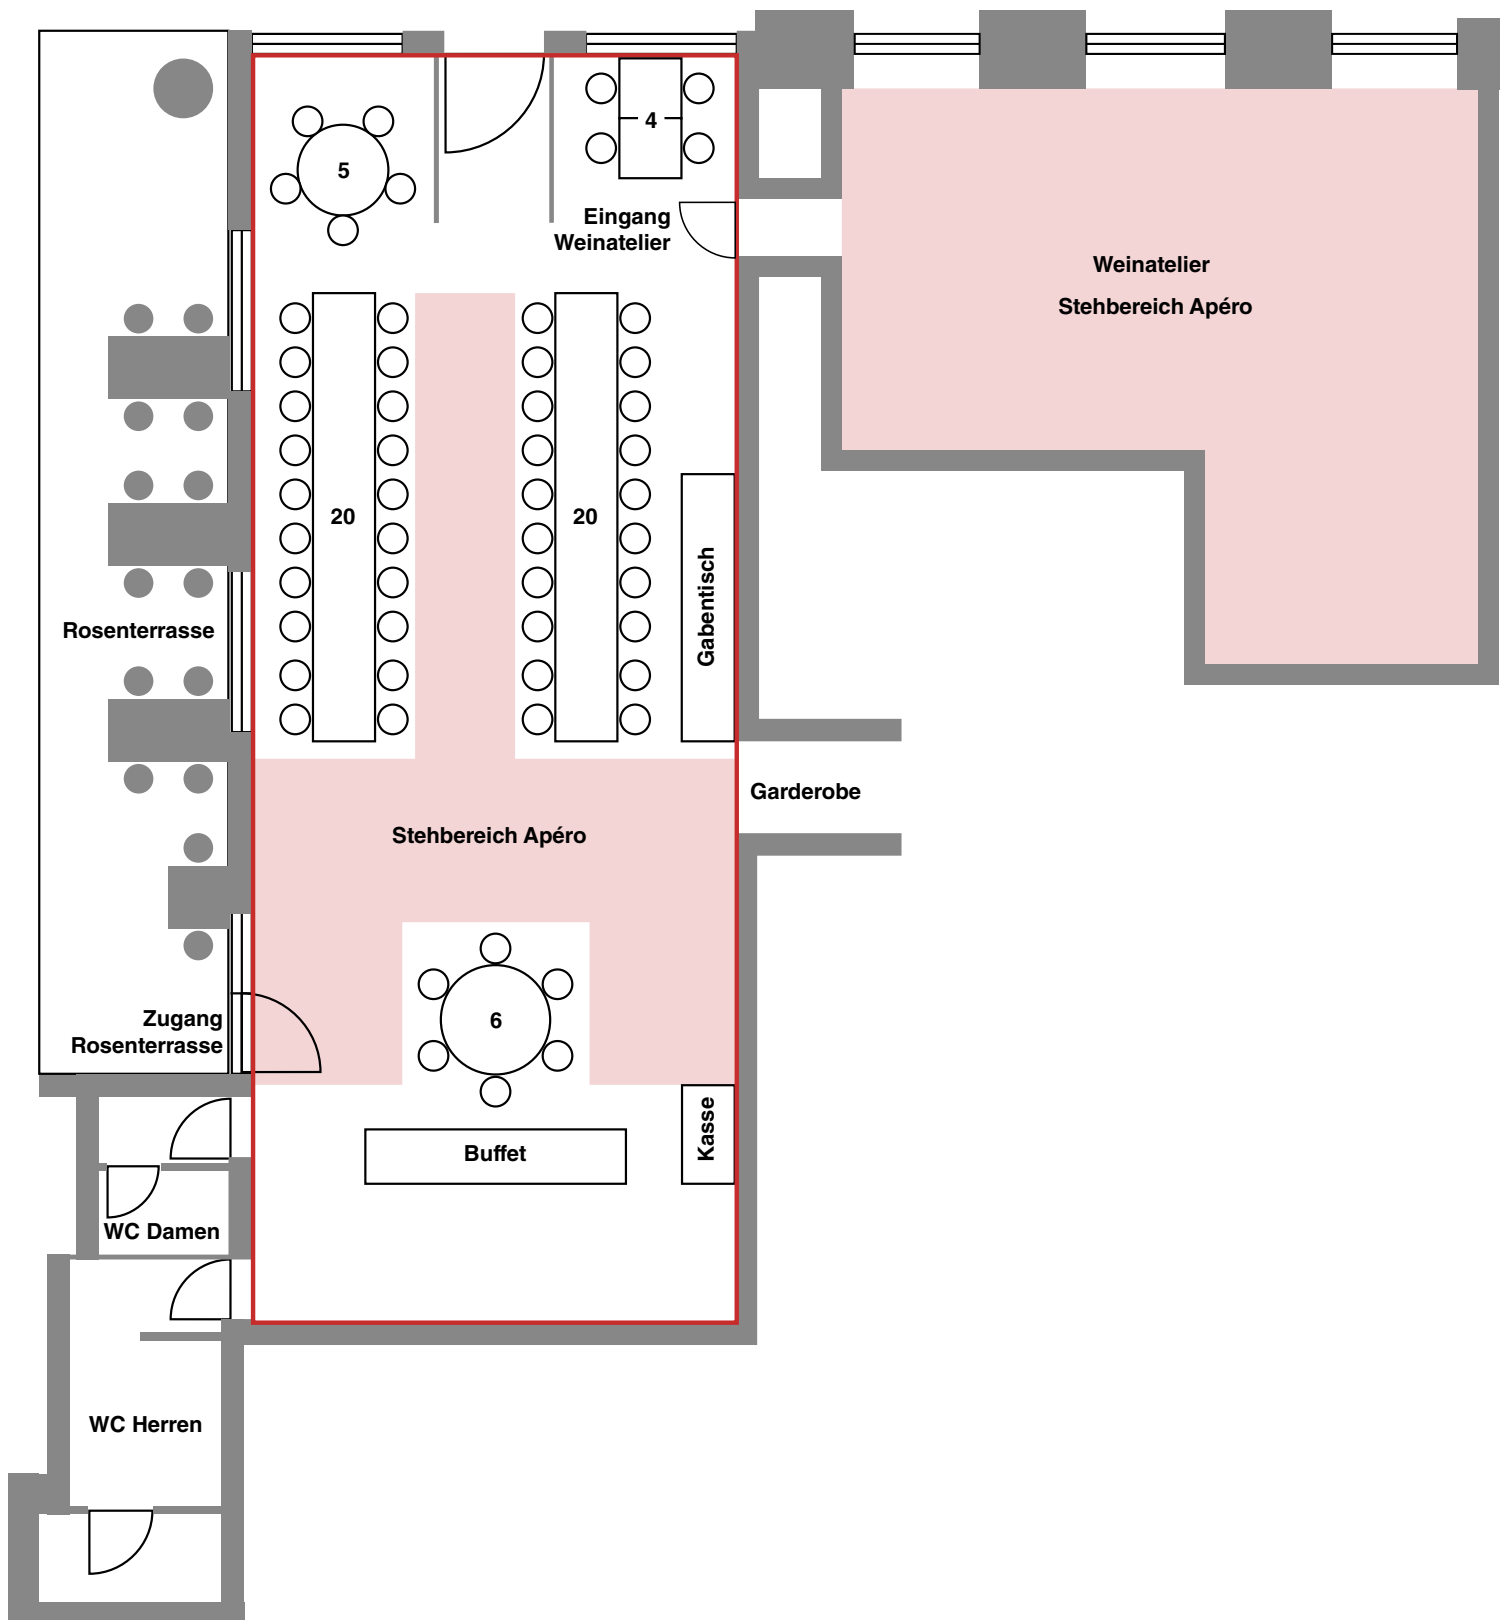 4
5
Eingang
Weinatelier
Weinatelier
Stehbereich Apéro
20
20
Gabentisch
Rosenterrasse
Garderobe
Stehbereich Apéro
Zugang
Rosenterrasse
6
Kasse
Buffet
WC Damen
WC Herren